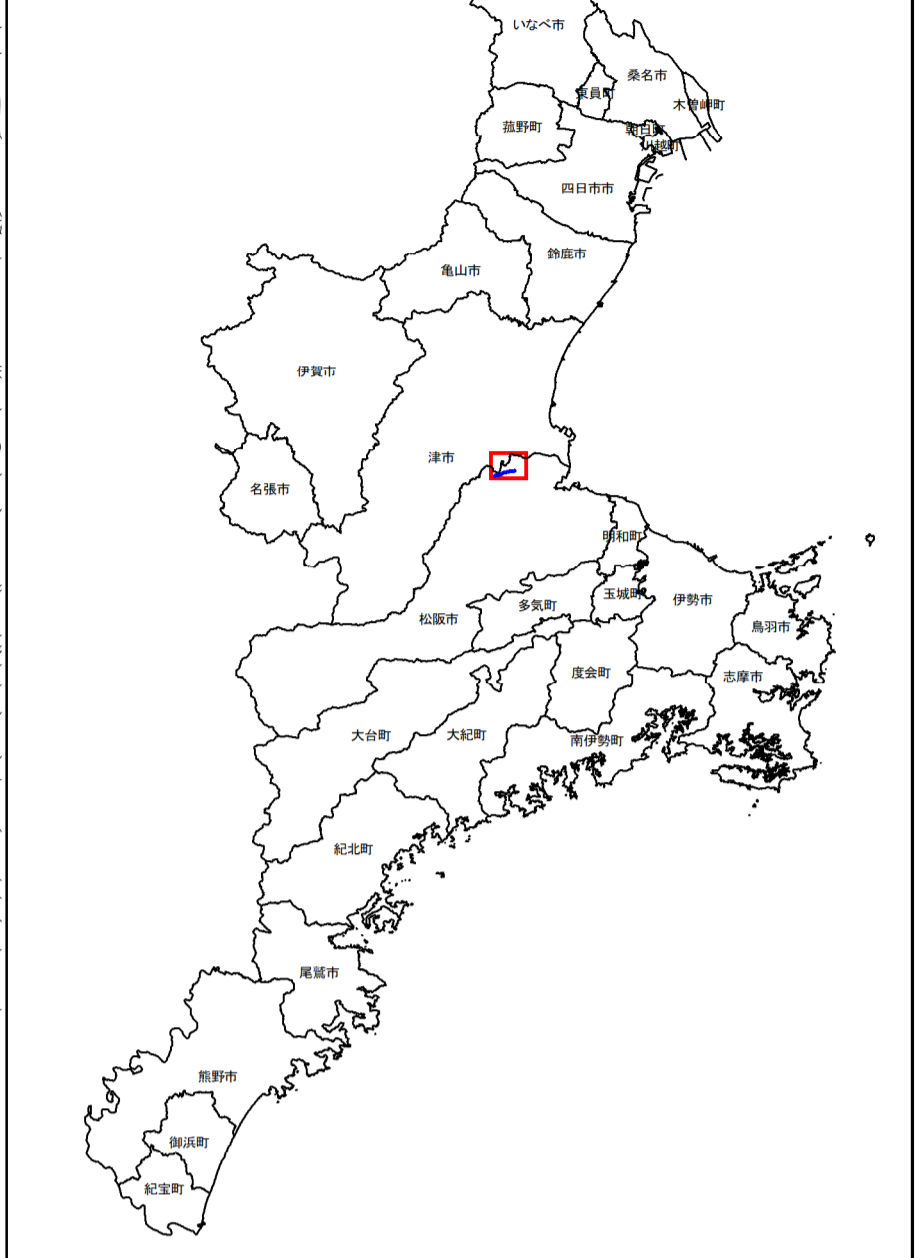 いなべ市
桑名市
東員町
木曽岬町
菰野町
朝日町
川越町
四日市市
鈴鹿市
亀山市
伊賀市
津市
名張市
明和町
玉城町
伊勢市
多気町
松阪市
鳥羽市
度会町
志摩市
大台町
大紀町
南伊勢町
紀北町
尾鷲市
熊野市
御浜町
紀宝町